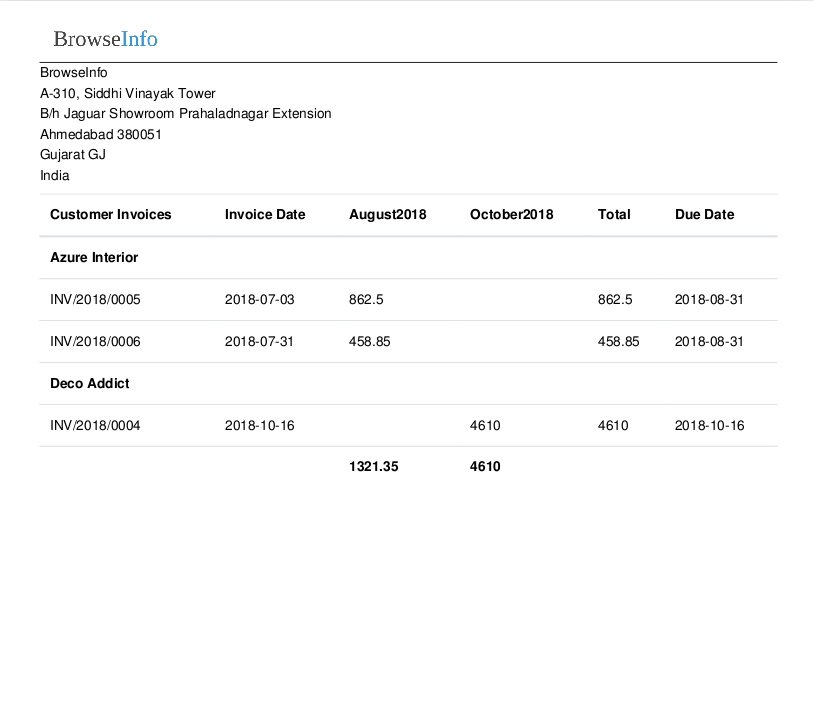 BrowseInfo
BrowseInfo
A-310, Siddhi Vinayak Tower
B/h Jaguar Showroom Prahaladnagar Extension
Ahmedabad 380051
Gujarat GJ
India
Customer Invoices Invoice Date August2018 October2018 Total Due Date
Azure Interior
INV/2018/0005 2018-07-03 862.5 862.5 2018-08-31
INV/2018/0006 2018-07-31 458.85 458.85 2018-08-31
Deco Addict
INV/2018/0004 2018-10-16 4610 4610 2018-10-16
1321.35 4610